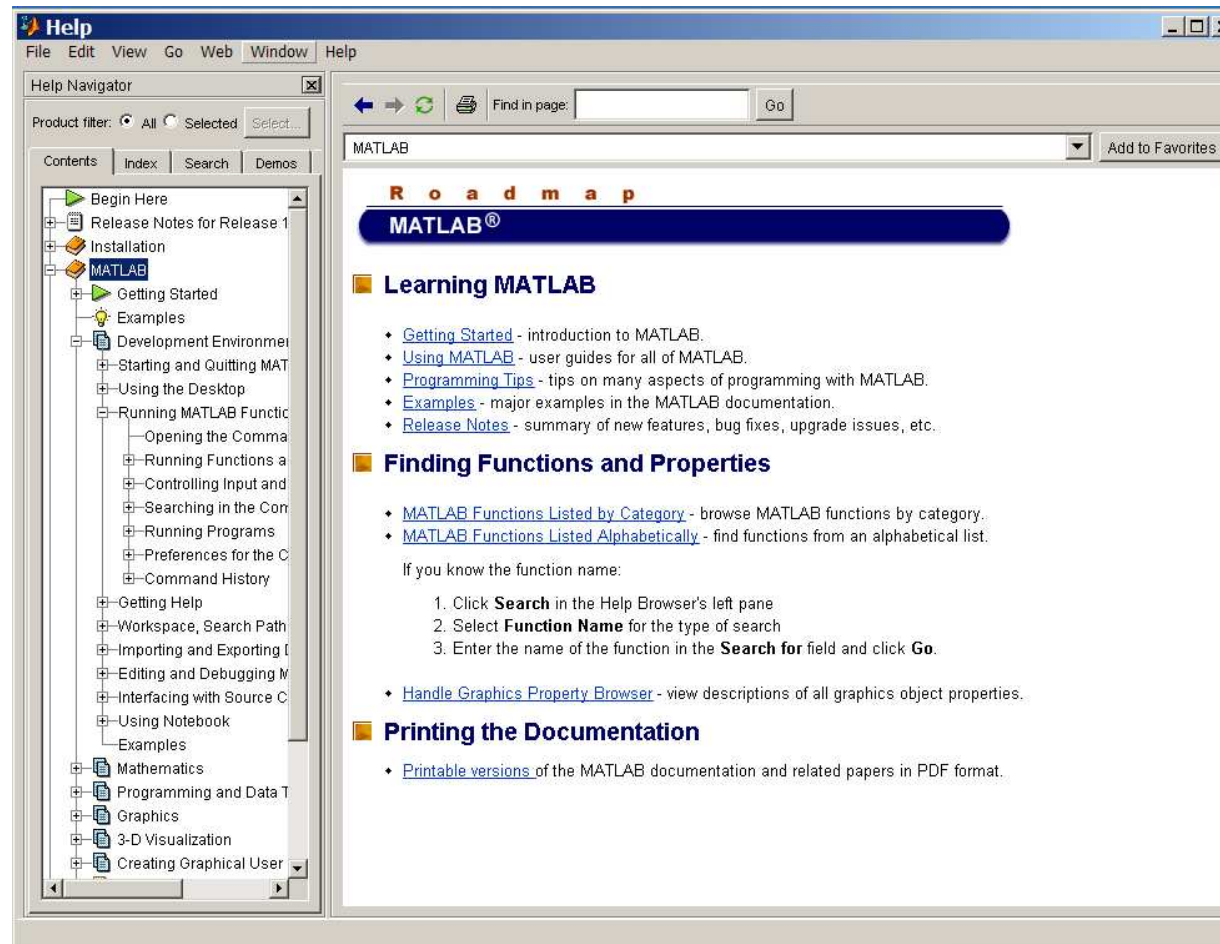 Help
File Edit View Go Web Window Help
Help Navigator
Product filter: All Selected Select...
Contents Index Search Demos
Begin Here
Release Notes for Release 1
Installation
MATLAB
Getting Started
Examples
Development Environmen
Starting and Quitting MAT
Using the Desktop
Running MATLAB Functio
Opening the Comma
Running Functions a
Controlling Input and
Searching in the Com
Running Programs
Preferences for the C
Command History
Getting Help
Workspace, Search Path
Importing and Exporting D
Editing and Debugging M
Interfacing with Source C
Using Notebook
Examples
Mathematics
Programming and Data T
Graphics
3-D Visualization
Creating Graphical User
Find in page: Go
MATLAB Add to Favorites
Roadmap
MATLAB®
Learning MATLAB
Getting Started - introduction to MATLAB.
Using MATLAB - user guides for all of MATLAB.
Programming Tips - tips on many aspects of programming with MATLAB.
Examples - major examples in the MATLAB documentation.
Release Notes - summary of new features, bug fixes, upgrade issues, etc.
Finding Functions and Properties
MATLAB Functions Listed by Category - browse MATLAB functions by category.
MATLAB Functions Listed Alphabetically - find functions from an alphabetical list.
If you know the function name:
1. Click Search in the Help Browser's left pane
2. Select Function Name for the type of search
3. Enter the name of the function in the Search for field and click Go.
Handle Graphics Property Browser - view descriptions of all graphics object properties.
Printing the Documentation
Printable versions of the MATLAB documentation and related papers in PDF format.